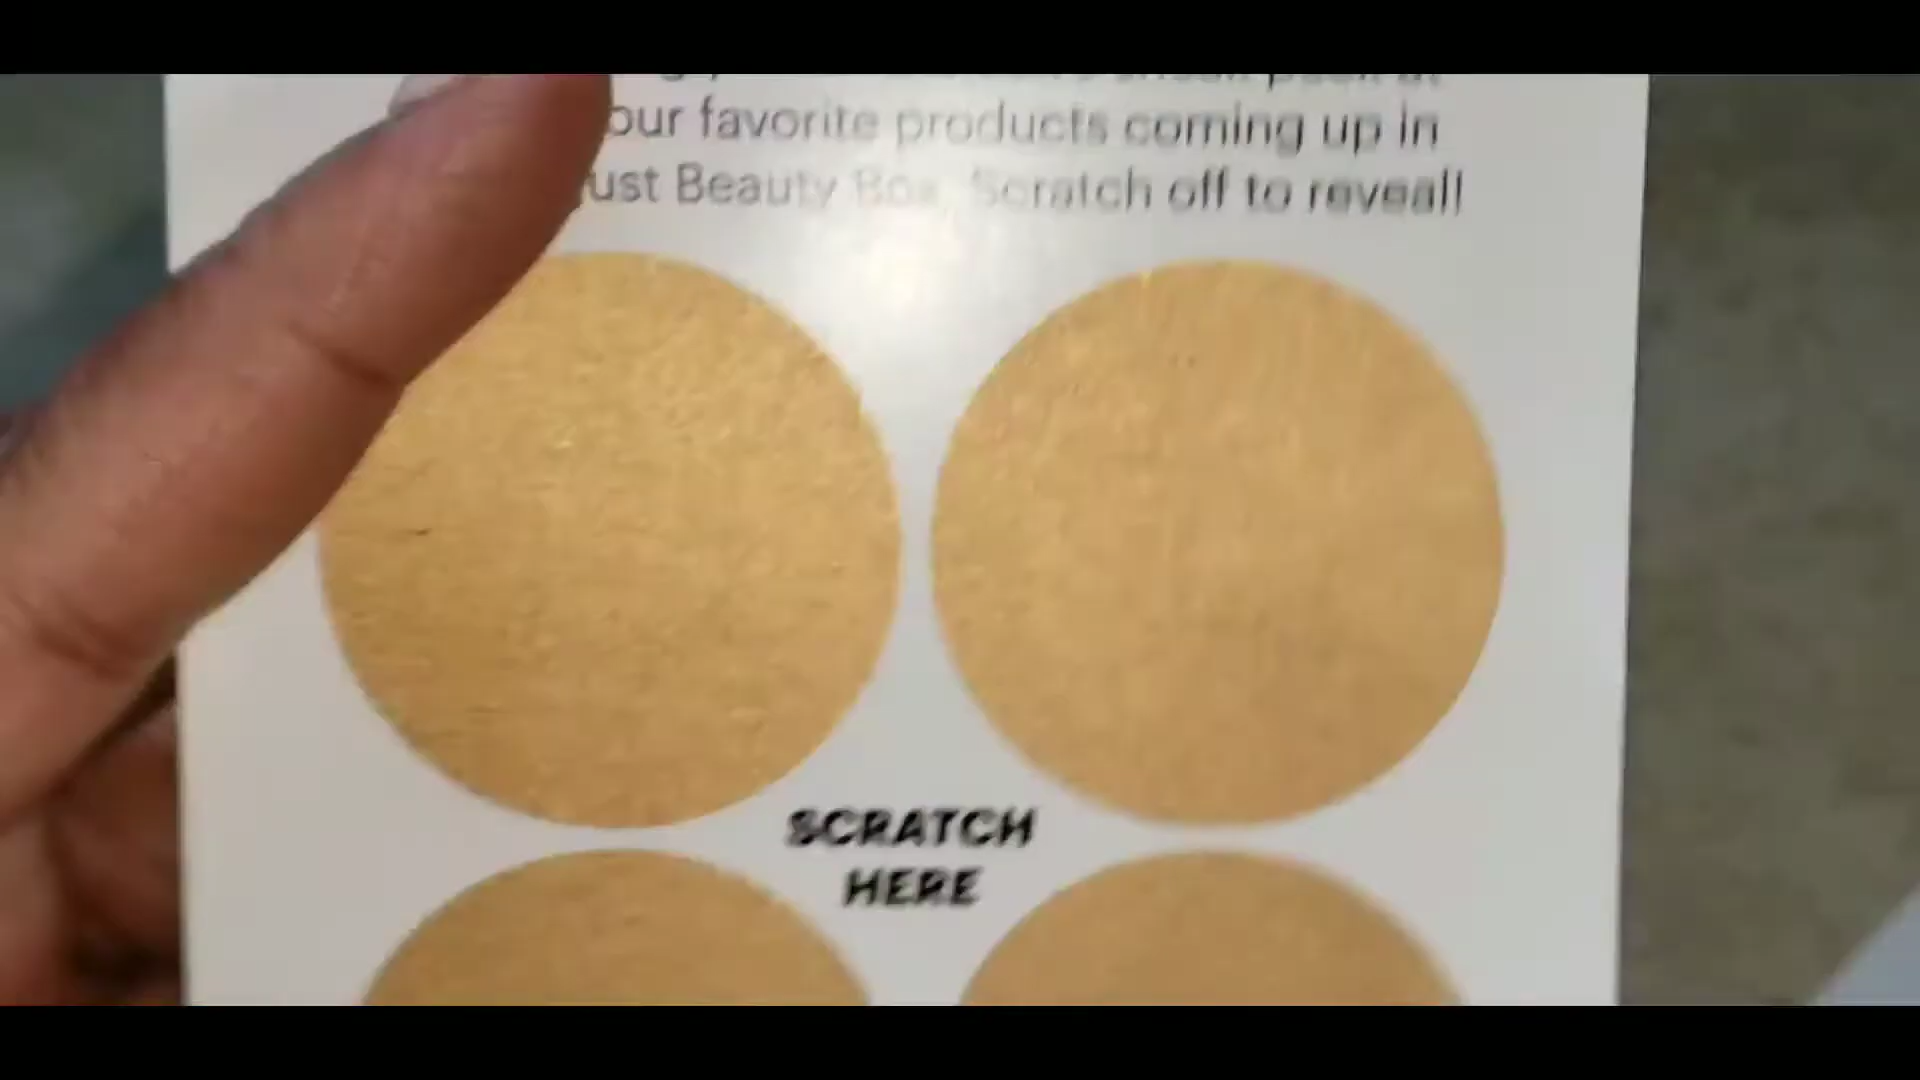 our favorite products coming up in
ust Beauty Box. Scratch off to reveal!
SCRATCH
HERE